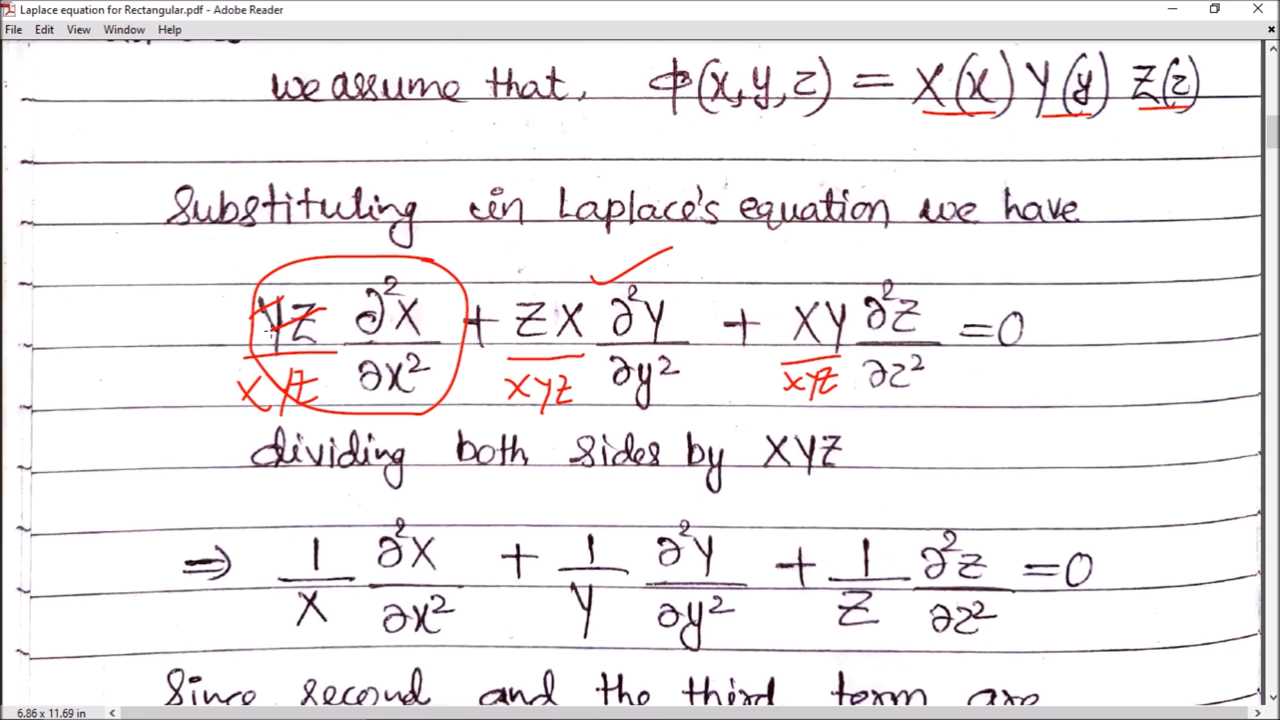 Laplace equation for Rectangular.pdf - Adobe Reader
File Edit View Window Help
we assume that, Φ(x,y,z) = X(x) Y(y) Z(z)
Substituting in Laplace's equation we have
YZ/XYZ ∂²X/∂x² + ZX/XYZ ∂²Y/∂y² + XY/XYZ ∂²Z/∂z² = 0
dividing both sides by XYZ
⇒ 1/X ∂²X/∂x² + 1/Y ∂²Y/∂y² + 1/Z ∂²Z/∂z² = 0
Since second and the third term are
6.86 x 11.69 in